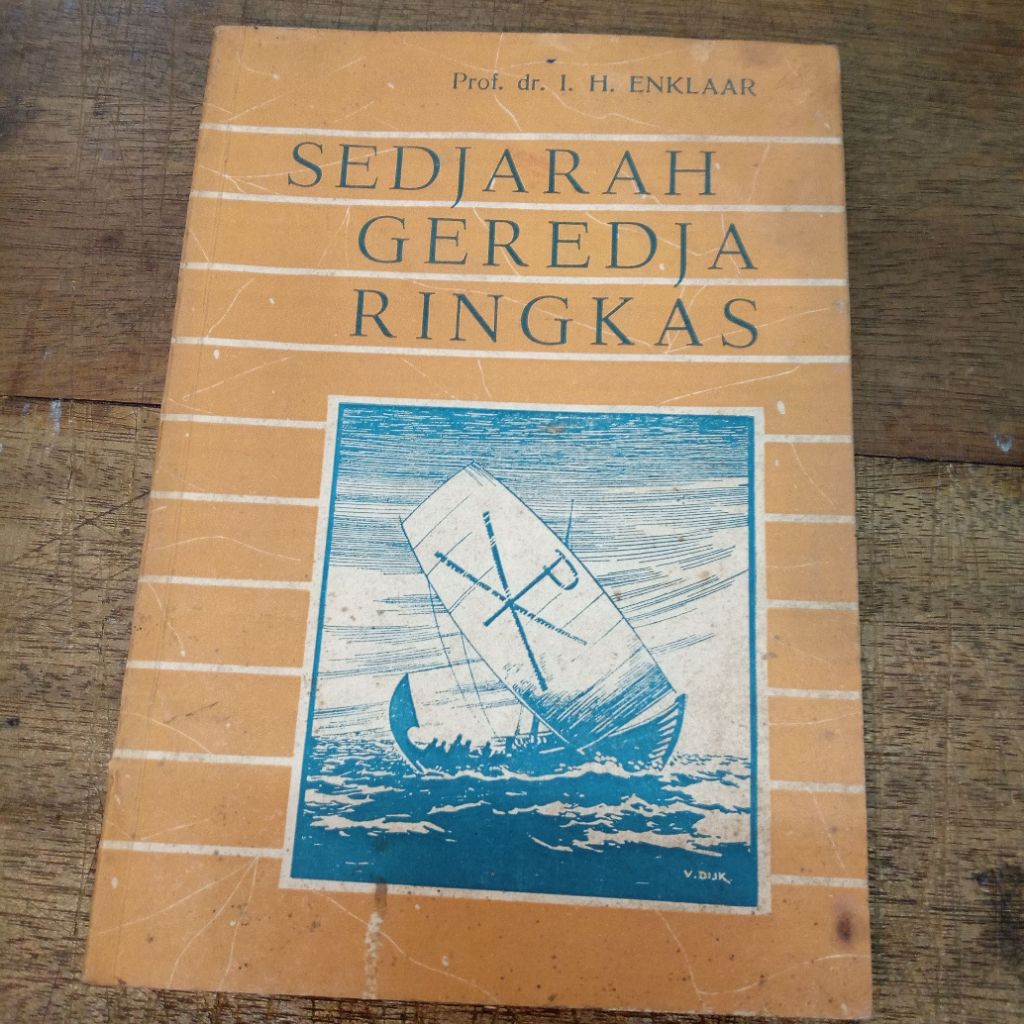 Prof. dr. I. H. ENKLAAR
SEDJARAH
GEREDJA
RINGKAS
P
V. DIJK